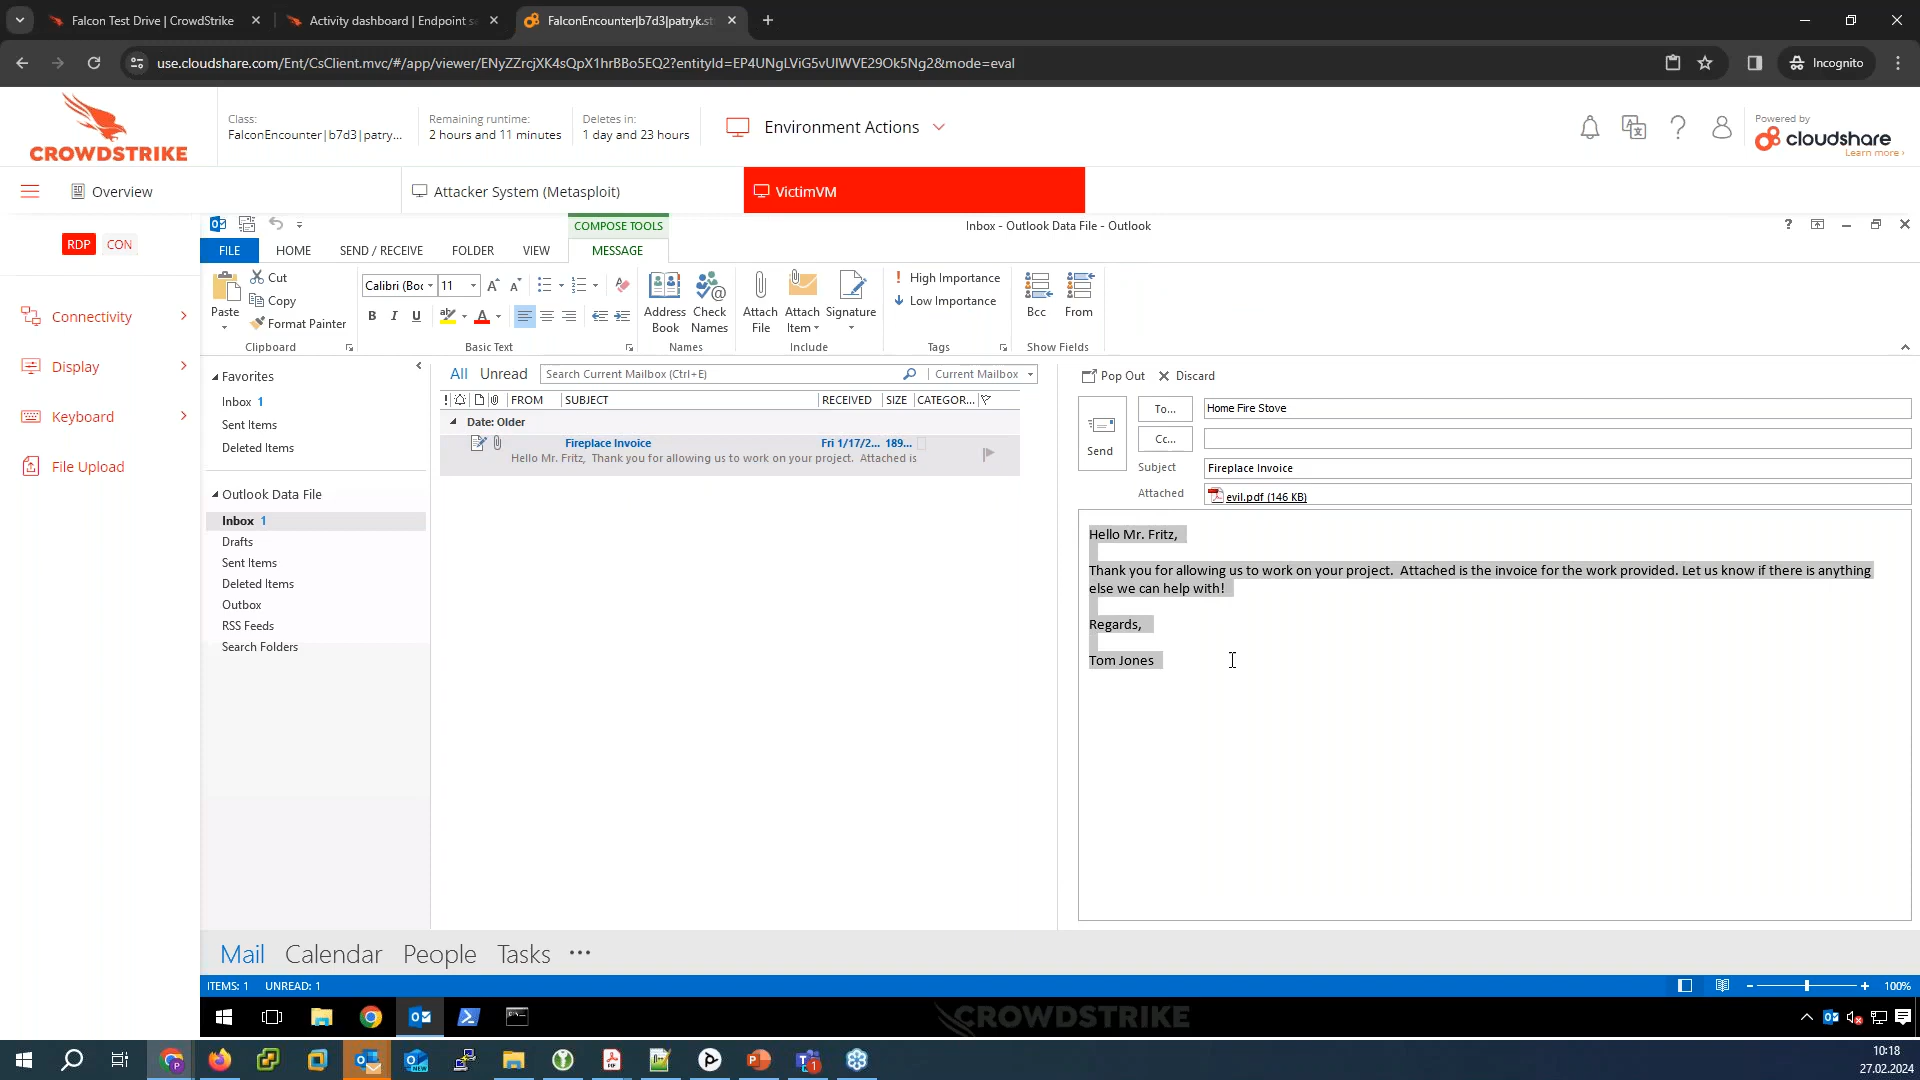 Falcon Test Drive | CrowdStrike
Activity dashboard | Endpoint se
FalconEncounter|b7d3|patryk.st
use.cloudshare.com/Ent/CsClient.mvc/#/app/viewer/ENyZZrcjXK4sQpX1hrBBo5EQ2?entityId=EP4UNgLViG5vUIWVE29Ok5Ng2&mode=eval
Incognito
CROWDSTRIKE
Class:
FalconEncounter|b7d3|patry...
Remaining runtime:
2 hours and 11 minutes
Deletes in:
1 day and 23 hours
Environment Actions
Powered by
cloudshare
Learn more ›
Overview
Attacker System (Metasploit)
VictimVM
RDP
CON
Connectivity
Display
Keyboard
File Upload
COMPOSE TOOLS
Inbox - Outlook Data File - Outlook
FILE
HOME
SEND / RECEIVE
FOLDER
VIEW
MESSAGE
Paste
Cut
Copy
Format Painter
Clipboard
Calibri (Boc
11
B I U
Basic Text
Address Book
Check Names
Names
Attach File
Attach Item
Signature
Include
High Importance
Low Importance
Tags
Bcc
From
Show Fields
Favorites
Inbox 1
Sent Items
Deleted Items
Outlook Data File
Inbox 1
Drafts
Sent Items
Deleted Items
Outbox
RSS Feeds
Search Folders
All Unread
Search Current Mailbox (Ctrl+E)
Current Mailbox
FROM SUBJECT RECEIVED SIZE CATEGOR...
Date: Older
Fireplace Invoice Fri 1/17/2... 189...
Hello Mr. Fritz, Thank you for allowing us to work on your project. Attached is
Pop Out
Discard
Send
To...
Home Fire Stove
Cc...
Subject
Fireplace Invoice
Attached
evil.pdf (146 KB)
Hello Mr. Fritz,
Thank you for allowing us to work on your project. Attached is the invoice for the work provided. Let us know if there is anything
else we can help with!
Regards,
Tom Jones
Mail Calendar People Tasks ···
ITEMS: 1 UNREAD: 1
100%
CROWDSTRIKE
10:18
27.02.2024